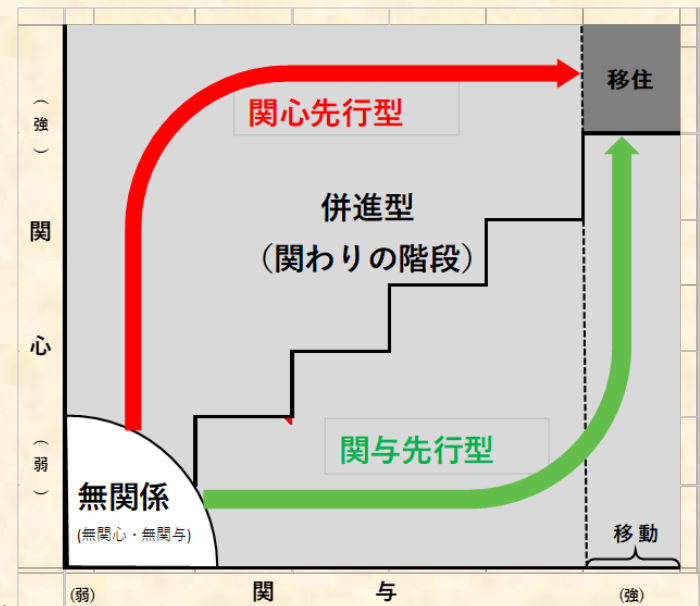 移住
関心先行型
（強）
併進型
（関わりの階段）
関心
（弱）
関与先行型
無関係
(無関心・無関与)
移動
(弱)
関与
(強)